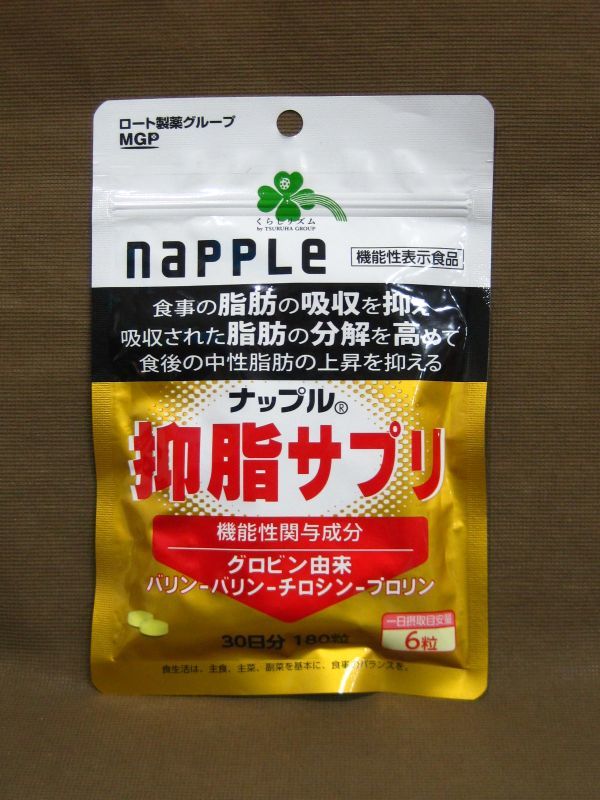 ロート製薬グループ
MGP
くらしリズム
by TSURUHA GROUP
napple
機能性表示食品
食事の脂肪の吸収を抑え
吸収された脂肪の分解を高めて
食後の中性脂肪の上昇を抑える
ナップル®
抑脂サプリ
機能性関与成分
グロビン由来
バリン-バリン-チロシン-プロリン
一日摂取目安量
6粒
30日分 180粒
食生活は、主食、主菜、副菜を基本に、食事のバランスを。